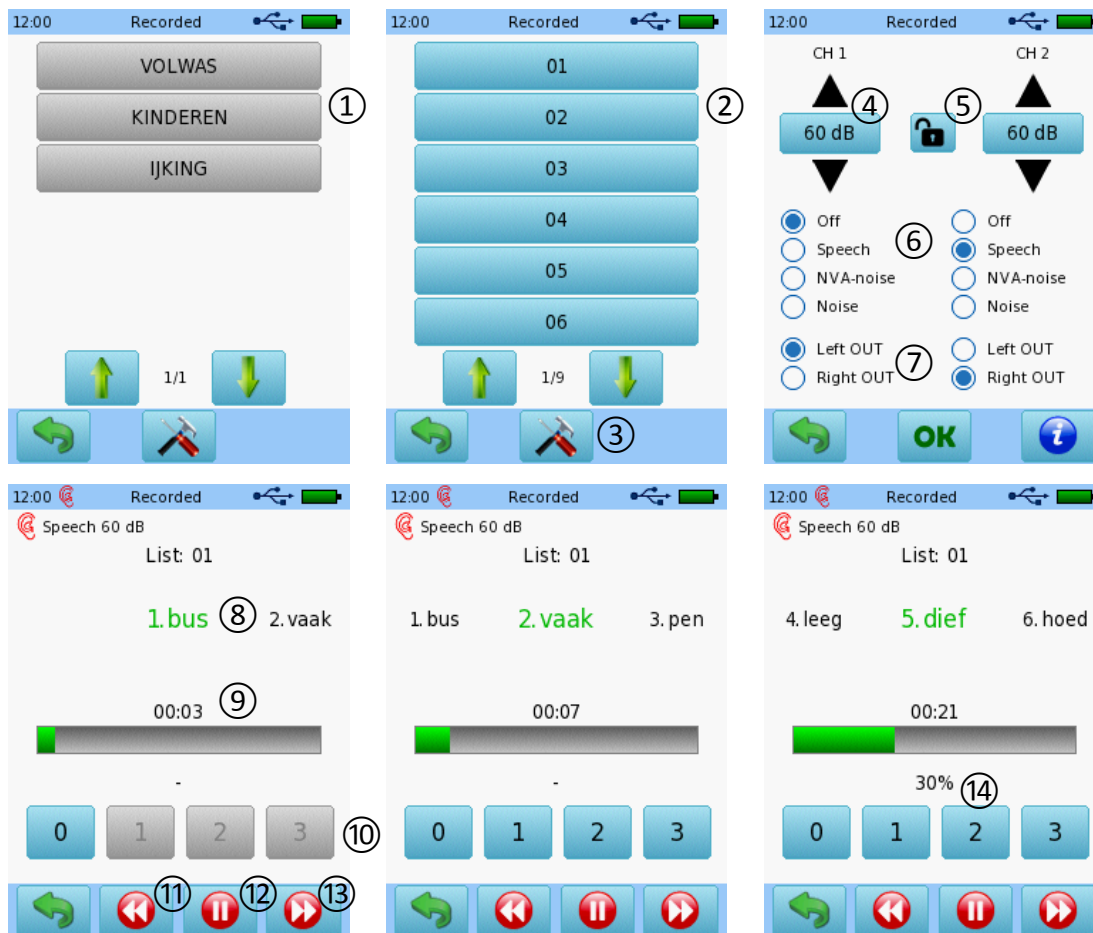 12:00 Recorded
VOLWAS
KINDEREN
IJKING
①
1/1
12:00 Recorded
01
02
03
04
05
06
②
1/9
③
12:00 Recorded
CH 1 CH 2
60 dB ④ ⑤ 60 dB
Off Off
Speech ⑥ Speech
NVA-noise NVA-noise
Noise Noise
Left OUT Left OUT
Right OUT ⑦ Right OUT
OK i
12:00 Recorded
Speech 60 dB
List: 01
1. bus ⑧ 2. vaak
00:03 ⑨
-
0 1 2 3 ⑩
⑪ ⑫ ⑬
12:00 Recorded
Speech 60 dB
List: 01
1. bus 2. vaak 3. pen
00:07
-
0 1 2 3
12:00 Recorded
Speech 60 dB
List: 01
4. leeg 5. dief 6. hoed
00:21
30% ⑭
0 1 2 3